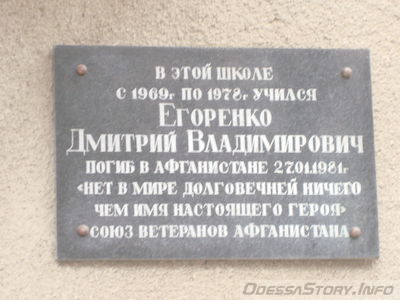 В ЭТОЙ ШКОЛЕ
С 1969г ПО 1978г УЧИЛСЯ
ЕГОРЕНКО
ДМИТРИЙ ВЛАДИМИРОВИЧ
ПОГИБ В АФГАНИСТАНЕ 27.01.1981г
«НЕТ В МИРЕ ДОЛГОВЕЧНЕЙ НИЧЕГО
ЧЕМ ИМЯ НАСТОЯЩЕГО ГЕРОЯ»
СОЮЗ ВЕТЕРАНОВ АФГАНИСТАНА
OdessaStory.Info